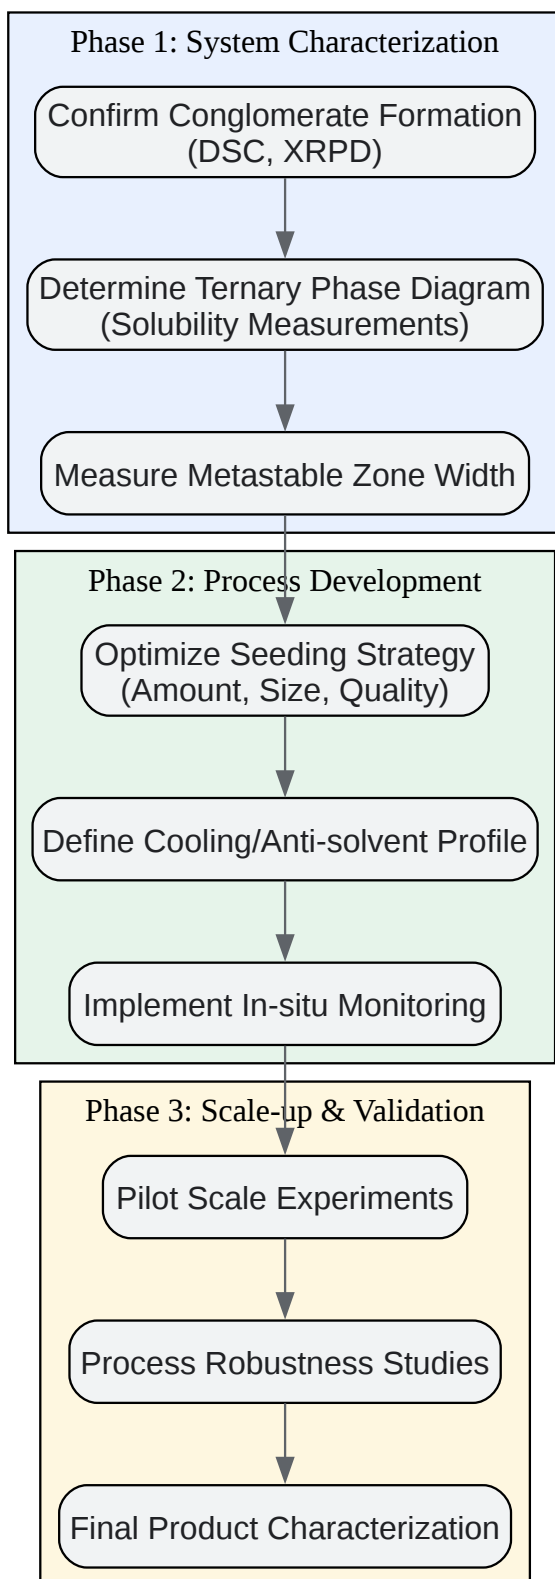 Phase 1: System Characterization
Confirm Conglomerate Formation
(DSC, XRPD)
Determine Ternary Phase Diagram
(Solubility Measurements)
Measure Metastable Zone Width
Phase 2: Process Development
Optimize Seeding Strategy
(Amount, Size, Quality)
Define Cooling/Anti-solvent Profile
Implement In-situ Monitoring
Phase 3: Scale-up & Validation
Pilot Scale Experiments
Process Robustness Studies
Final Product Characterization